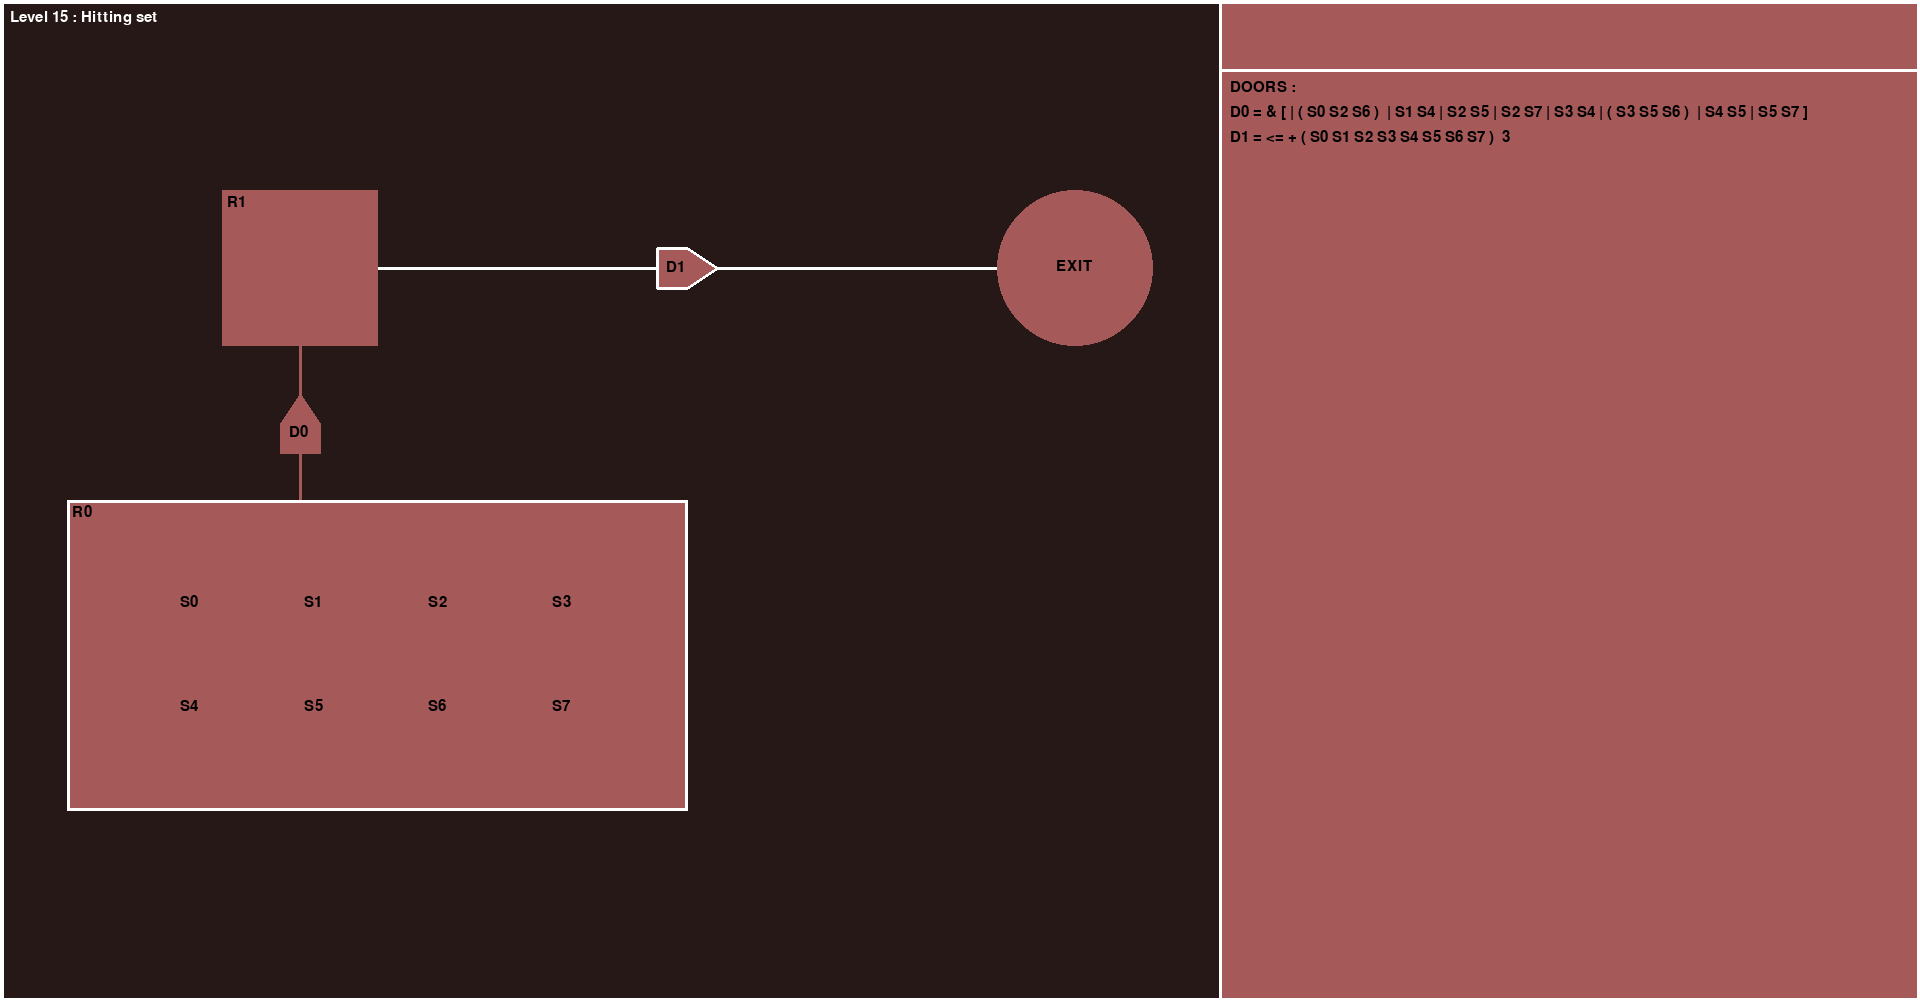 Level 15 : Hitting set
DOORS :
D0 = & [ | ( S0 S2 S6 )  | S1 S4 | S2 S5 | S2 S7 | S3 S4 | ( S3 S5 S6 )  | S4 S5 | S5 S7 ]
D1 = <= + ( S0 S1 S2 S3 S4 S5 S6 S7 )  3
R1
D1
EXIT
D0
R0
S0 S1 S2 S3
S4 S5 S6 S7